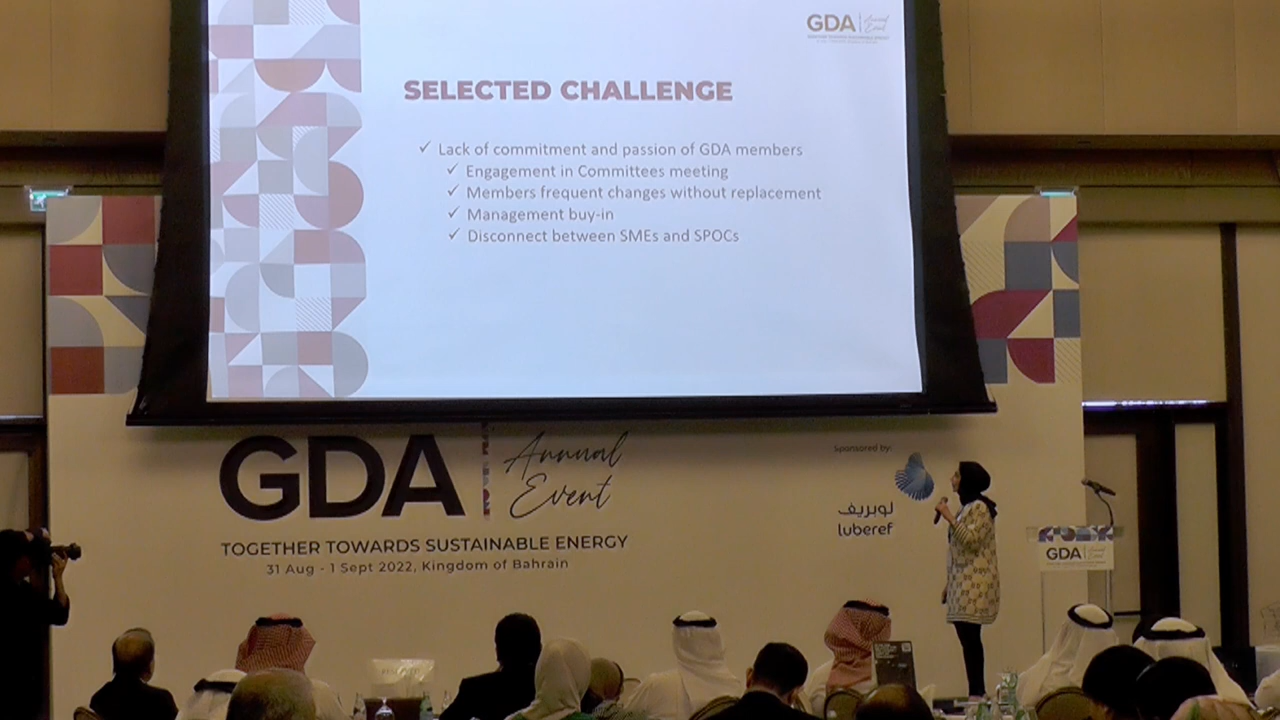 GDA Annual Event
SELECTED CHALLENGE
✓ Lack of commitment and passion of GDA members
✓ Engagement in Committees meeting
✓ Members frequent changes without replacement
✓ Management buy-in
✓ Disconnect between SMEs and SPOCs
GDA Annual Event
TOGETHER TOWARDS SUSTAINABLE ENERGY
31 Aug - 1 Sept 2022, Kingdom of Bahrain
Sponsored by:
لوبريف
luberef
GDA